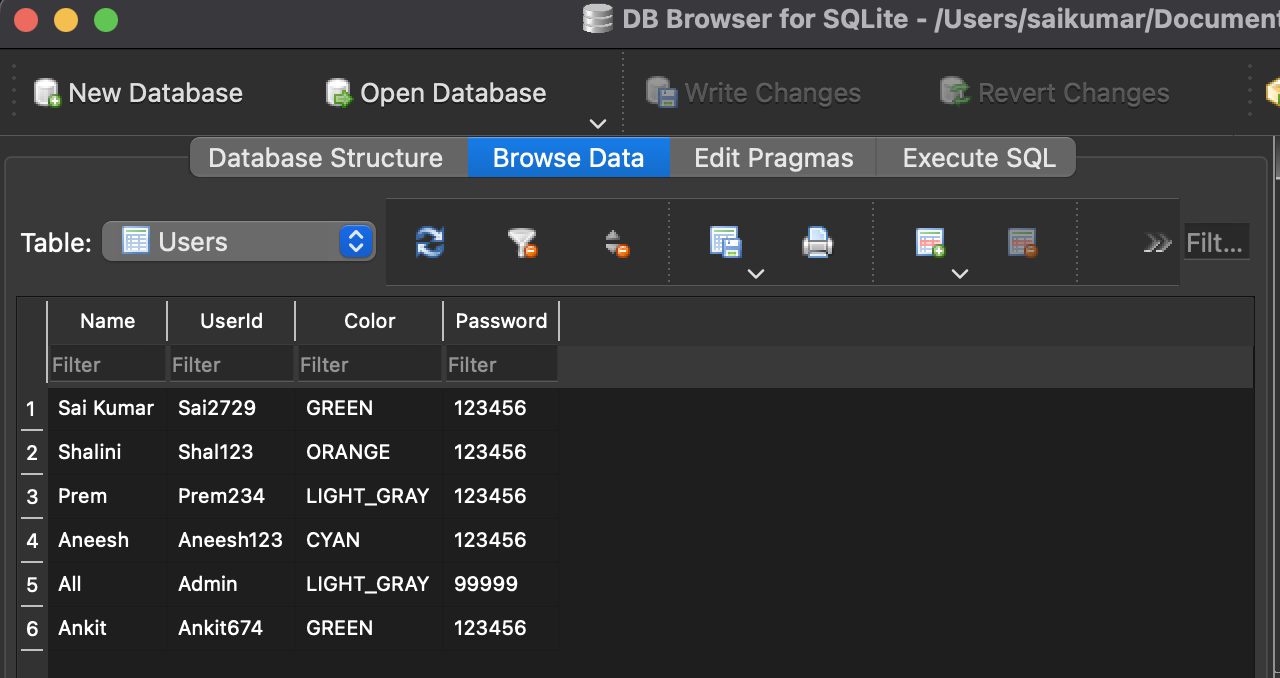 DB Browser for SQLite - /Users/saikumar/Document
New Database Open Database Write Changes Revert Changes
Database Structure Browse Data Edit Pragmas Execute SQL
Table: Users Filt...
Name UserId Color Password
Filter Filter Filter Filter
1 Sai Kumar Sai2729 GREEN 123456
2 Shalini Shal123 ORANGE 123456
3 Prem Prem234 LIGHT_GRAY 123456
4 Aneesh Aneesh123 CYAN 123456
5 All Admin LIGHT_GRAY 99999
6 Ankit Ankit674 GREEN 123456